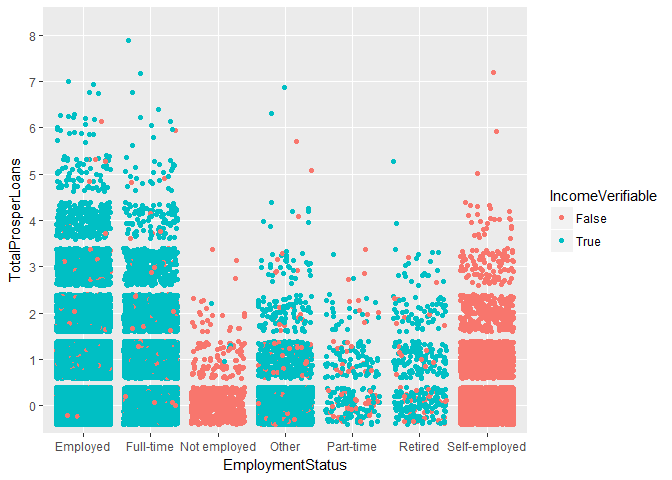 8
7
6
5
4
3
2
1
0
TotalProsperLoans
Employed Full-time Not employed Other Part-time Retired Self-employed
EmploymentStatus
IncomeVerifiable
False
True